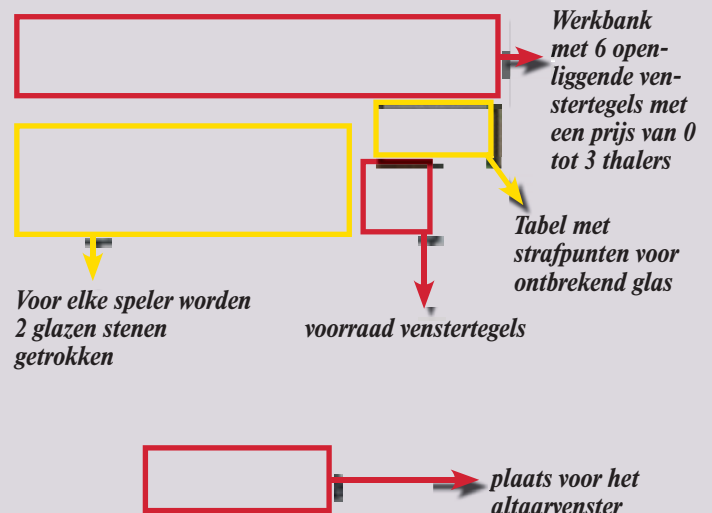 Werkbank
met 6 open-
liggende ven-
stertegels met
een prijs van 0
tot 3 thalers
Tabel met
strafpunten voor
ontbrekend glas
Voor elke speler worden
2 glazen stenen
getrokken
voorraad venstertegels
plaats voor het
altaarvenster